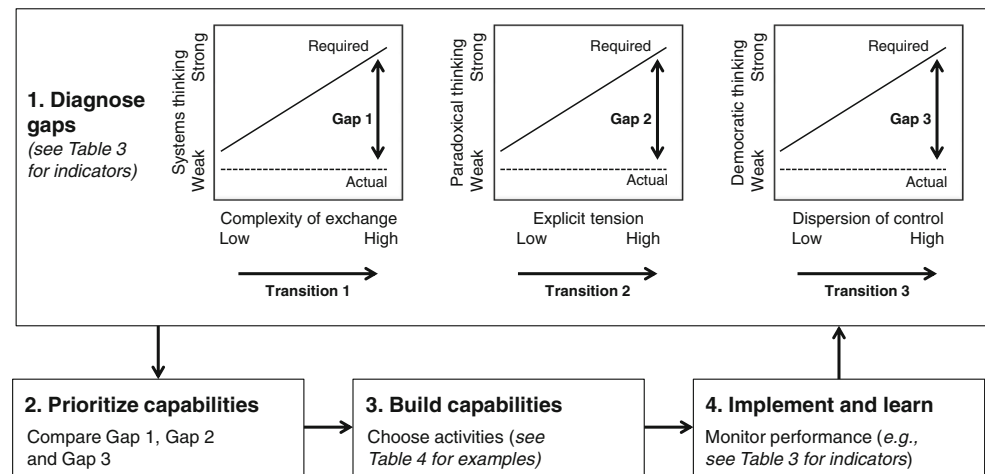 1. Diagnose
gaps
(see Table 3
for indicators)
Systems thinking
Weak Strong
Required
Gap 1
Actual
Complexity of exchange
Low High
Transition 1
Paradoxical thinking
Weak Strong
Required
Gap 2
Actual
Explicit tension
Low High
Transition 2
Democratic thinking
Weak Strong
Required
Gap 3
Actual
Dispersion of control
Low High
Transition 3
2. Prioritize capabilities
Compare Gap 1, Gap 2
and Gap 3
3. Build capabilities
Choose activities (see
Table 4 for examples)
4. Implement and learn
Monitor performance (e.g.,
see Table 3 for indicators)